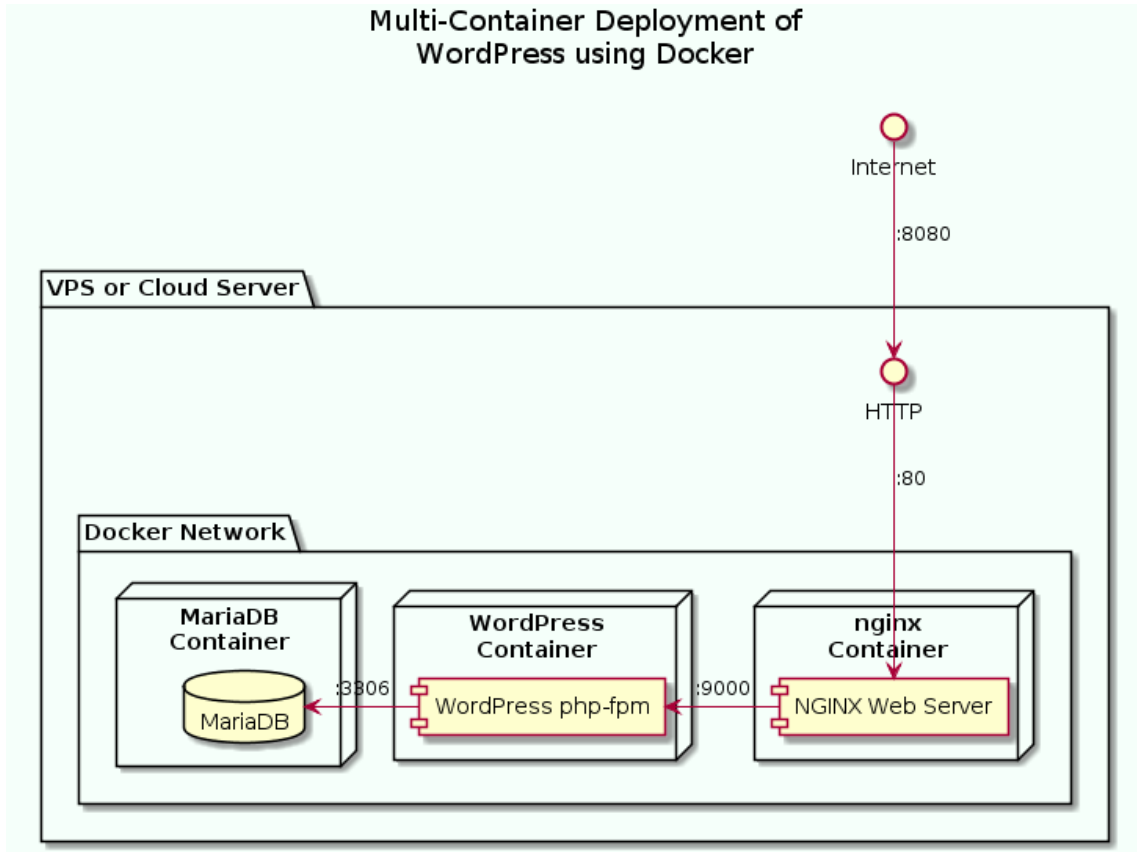 Multi-Container Deployment of
WordPress using Docker
Internet
:8080
VPS or Cloud Server
HTTP
:80
Docker Network
MariaDB
Container
:3306
MariaDB
WordPress
Container
WordPress php-fpm
:9000
nginx
Container
NGINX Web Server